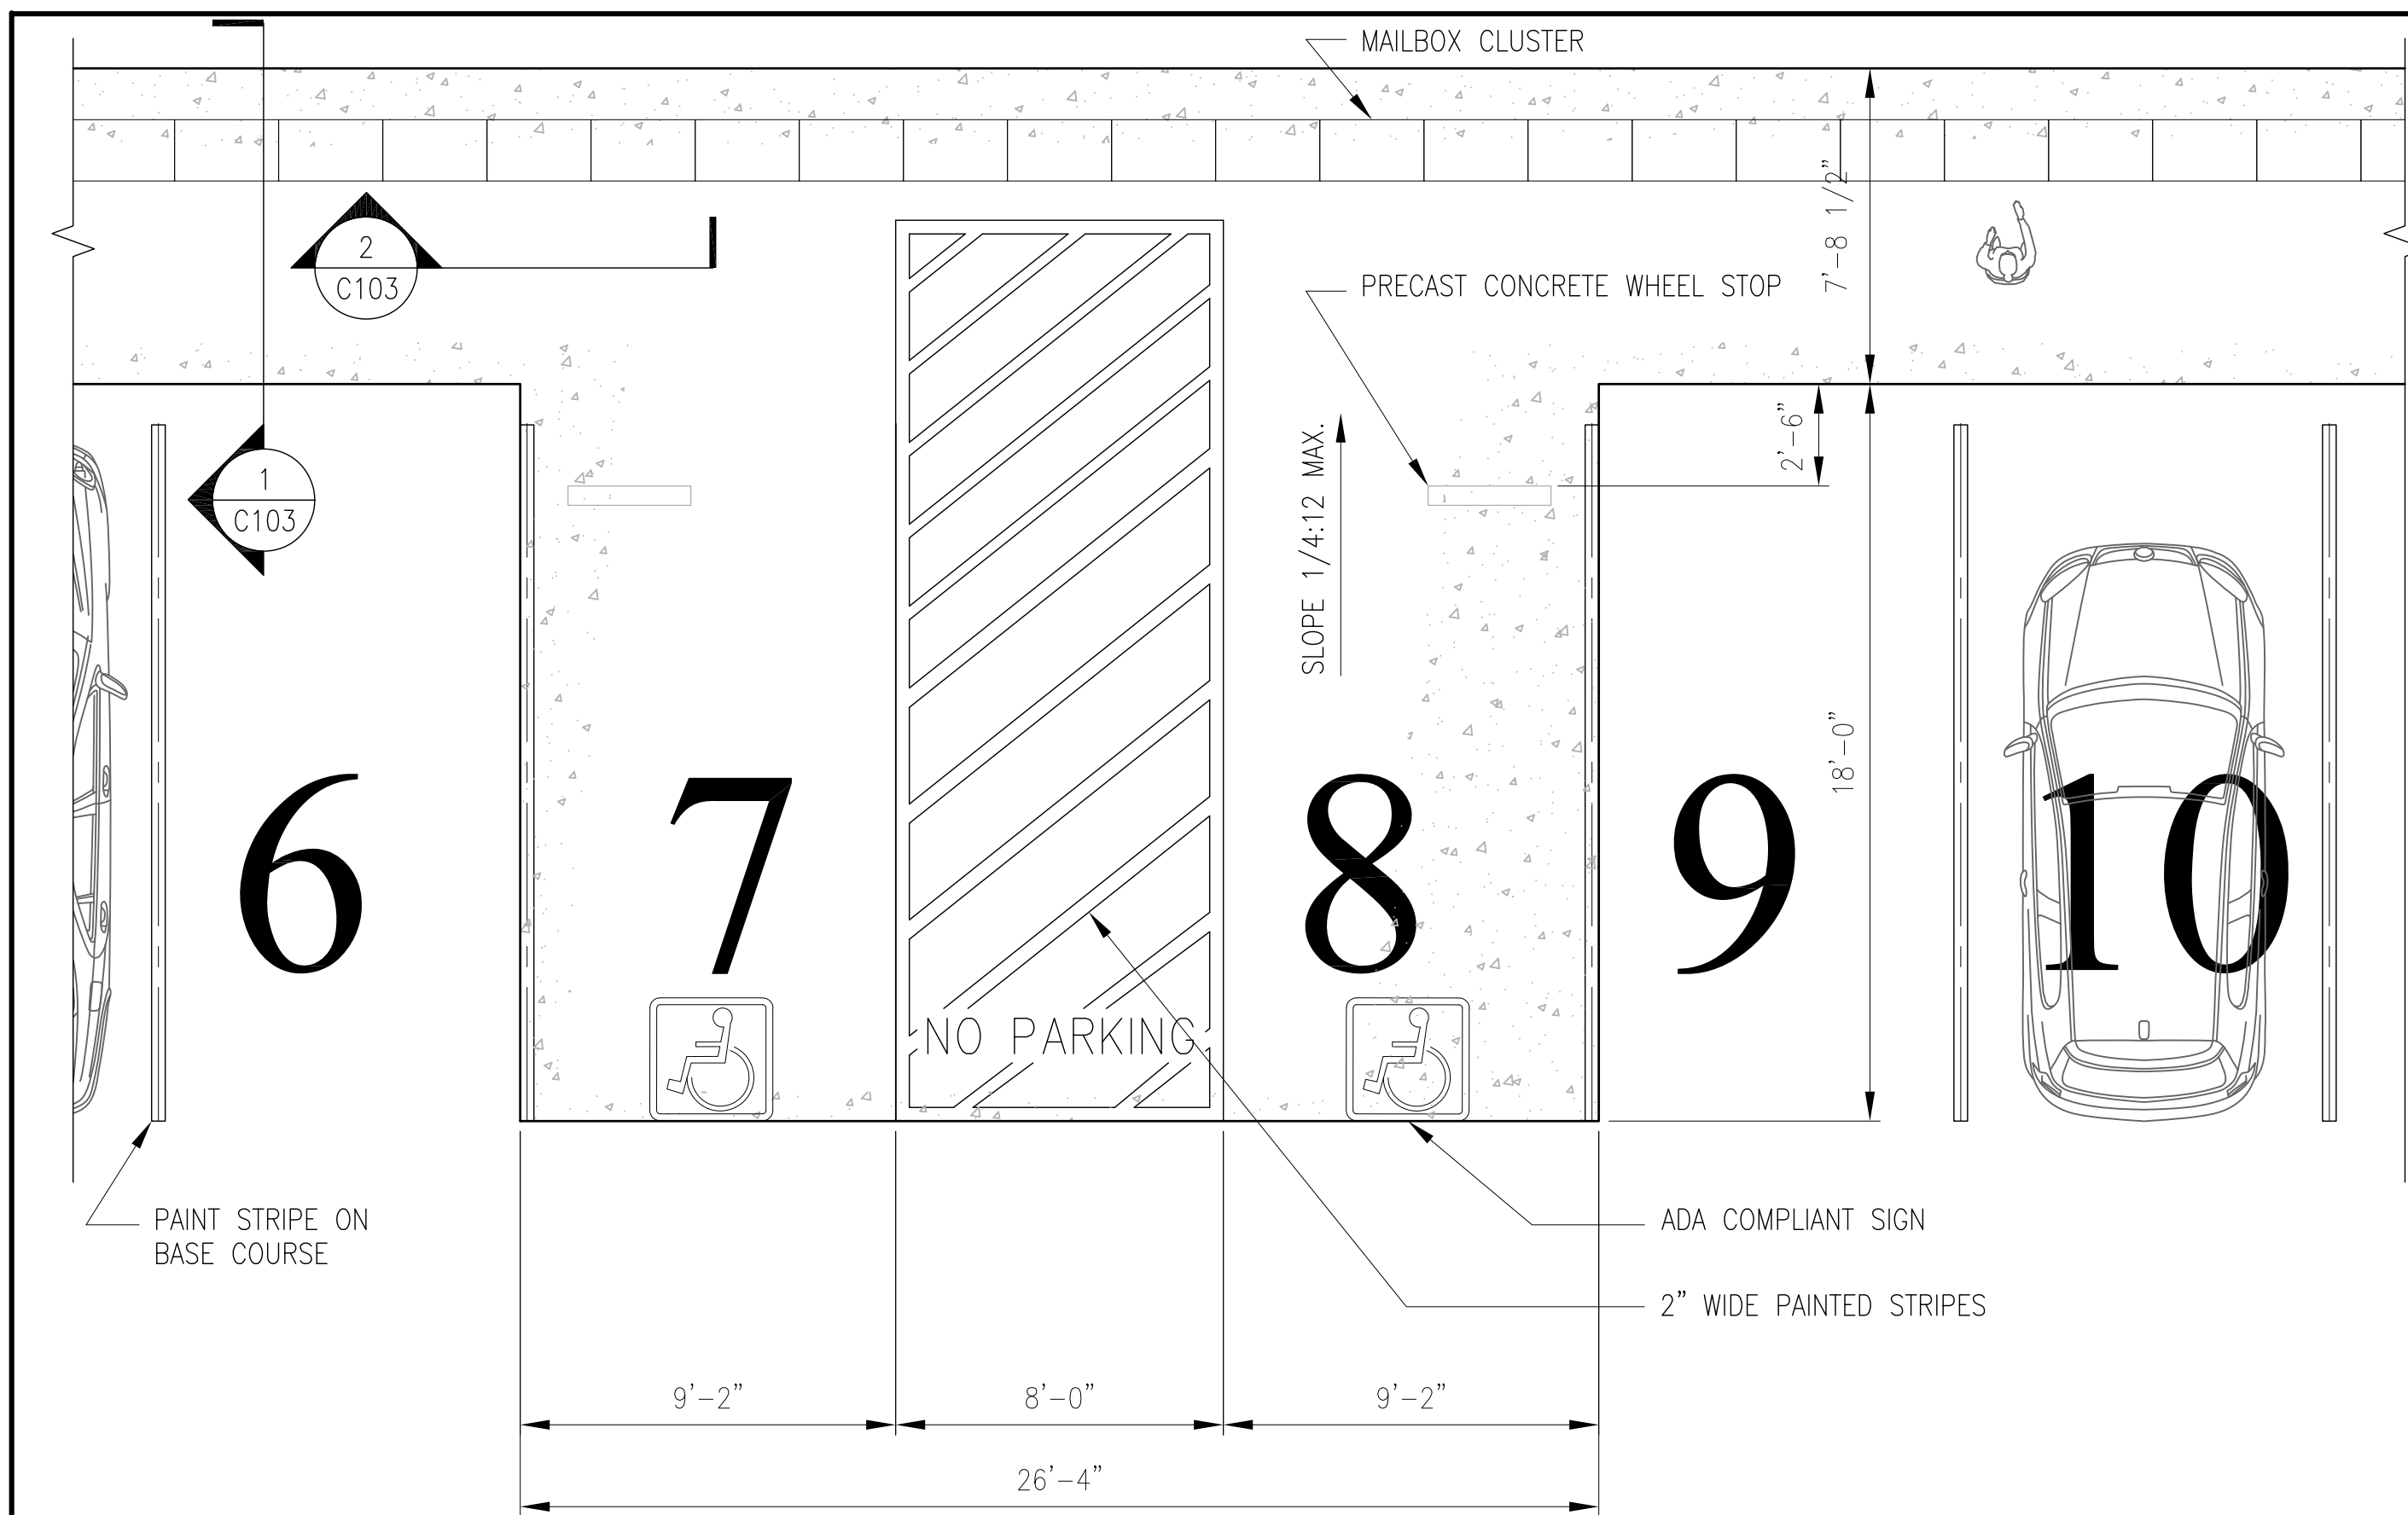 MAILBOX CLUSTER
7'-8 1/2"
2
C103
PRECAST CONCRETE WHEEL STOP
2'-6"
SLOPE 1/4:12 MAX.
1
C103
18'-0"
6
7
8
9
10
NO PARKING
PAINT STRIPE ON
BASE COURSE
ADA COMPLIANT SIGN
2" WIDE PAINTED STRIPES
9'-2"
8'-0"
9'-2"
26'-4"